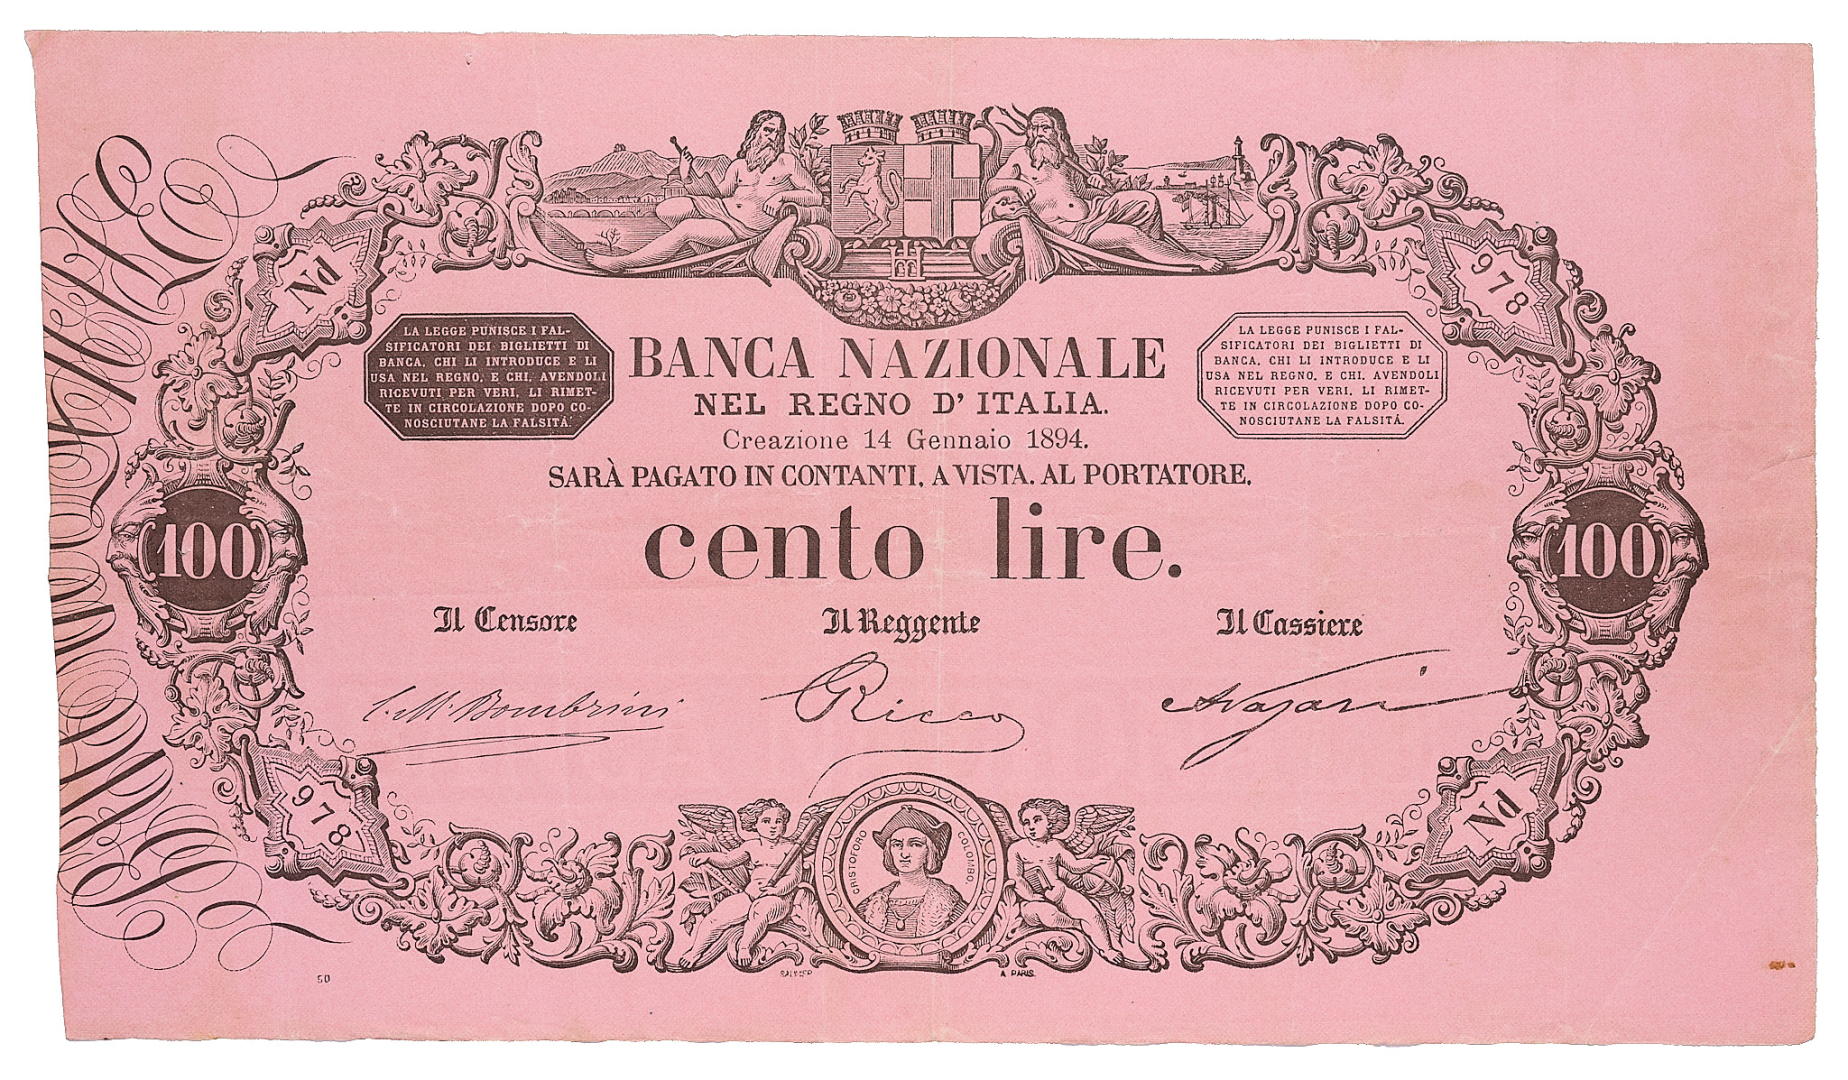 Nd
978
LA LEGGE PUNISCE I FAL-
SIFICATORI DEI BIGLIETTI DI
BANCA, CHI LI INTRODUCE E LI
USA NEL REGNO, E CHI, AVENDOLI
RICEVUTI PER VERI, LI RIMET-
TE IN CIRCOLAZIONE DOPO CO-
NOSCIUTANE LA FALSITÀ.
LA LEGGE PUNISCE I FAL-
SIFICATORI DEI BIGLIETTI DI
BANCA, CHI LI INTRODUCE E LI
USA NEL REGNO, E CHI, AVENDOLI
RICEVUTI PER VERI, LI RIMET-
TE IN CIRCOLAZIONE DOPO CO-
NOSCIUTANE LA FALSITÀ.
BANCA NAZIONALE
NEL REGNO D'ITALIA.
Creazione 14 Gennaio 1894.
SARÀ PAGATO IN CONTANTI, A VISTA. AL PORTATORE,
cento lire.
100
100
Il Censore
Il Reggente
Il Cassiere
Bombrini
Ricco
978
Nd
CRISTOFORO COLOMBO.
50
A PARIS.